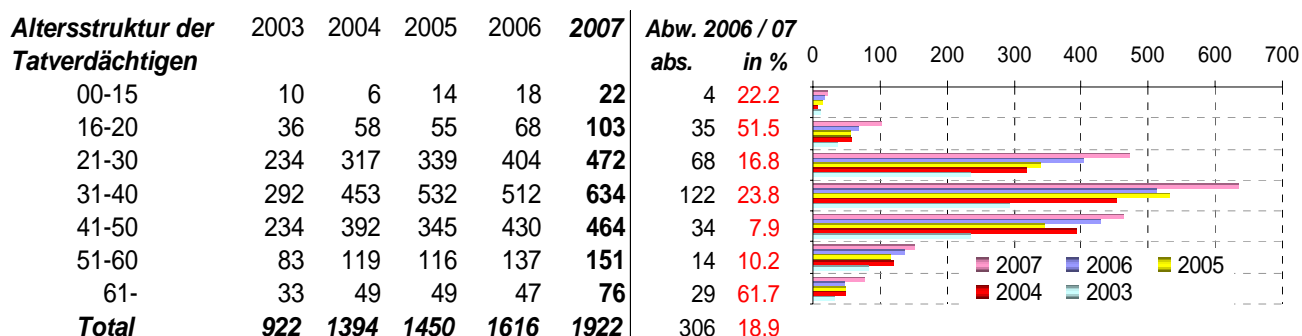 Altersstruktur der 2003 2004 2005 2006 2007 Abw. 2006 / 07 0 100 200 300 400 500 600 700
Tatverdächtigen abs. in %
00-15 10 6 14 18 22 4 22.2
16-20 36 58 55 68 103 35 51.5
21-30 234 317 339 404 472 68 16.8
31-40 292 453 532 512 634 122 23.8
41-50 234 392 345 430 464 34 7.9
51-60 83 119 116 137 151 14 10.2
61- 33 49 49 47 76 29 61.7
Total 922 1394 1450 1616 1922 306 18.9
2007 2006 2005
2004 2003